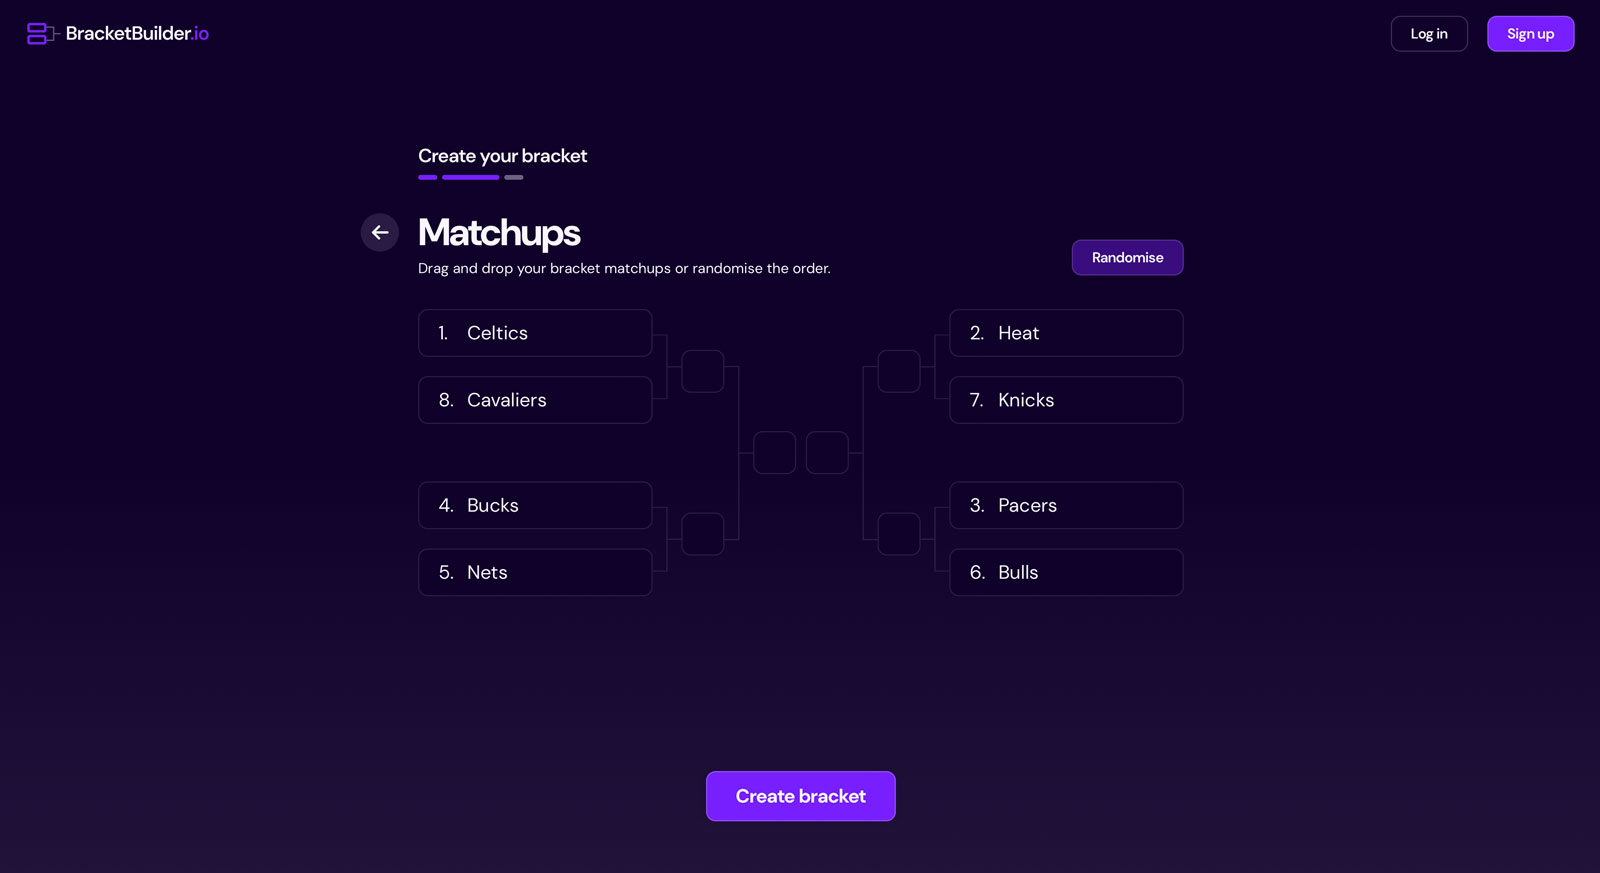 BracketBuilder.io
Log in
Sign up
Create your bracket
Matchups
Drag and drop your bracket matchups or randomise the order.
Randomise
1. Celtics
8. Cavaliers
4. Bucks
5. Nets
2. Heat
7. Knicks
3. Pacers
6. Bulls
Create bracket